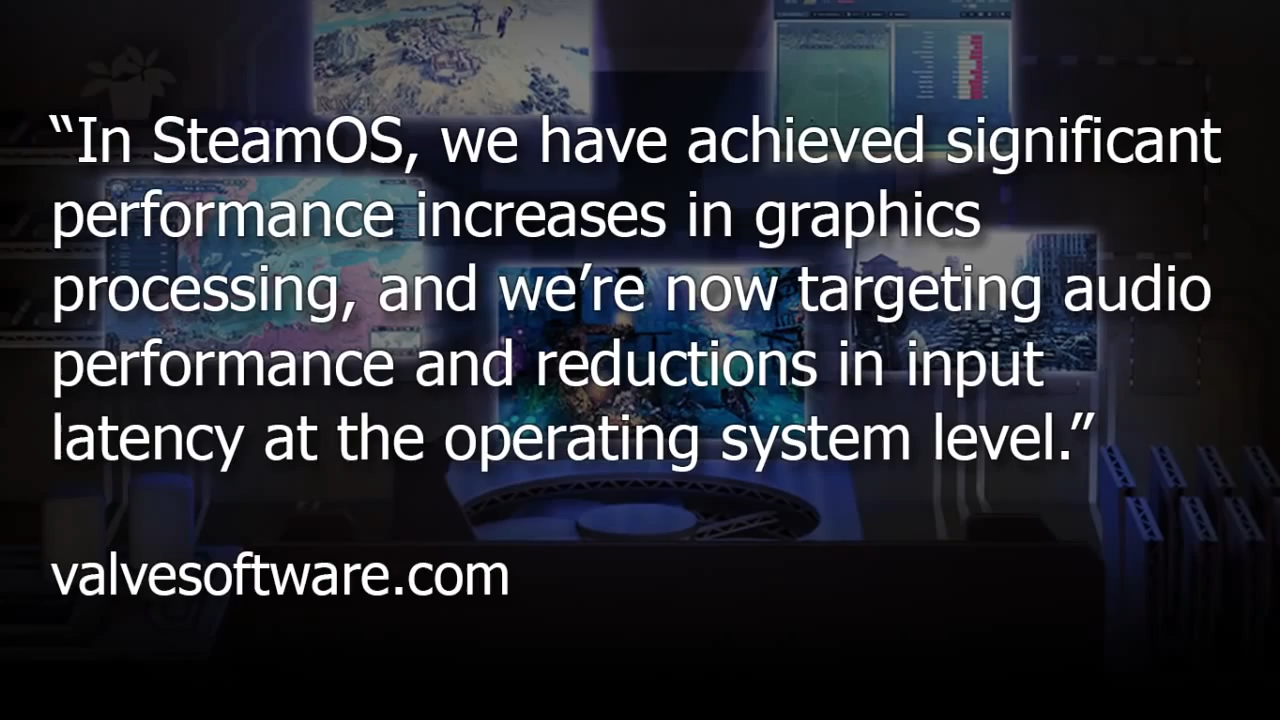 “In SteamOS, we have achieved significant
performance increases in graphics
processing, and we’re now targeting audio
performance and reductions in input
latency at the operating system level.”
valvesoftware.com